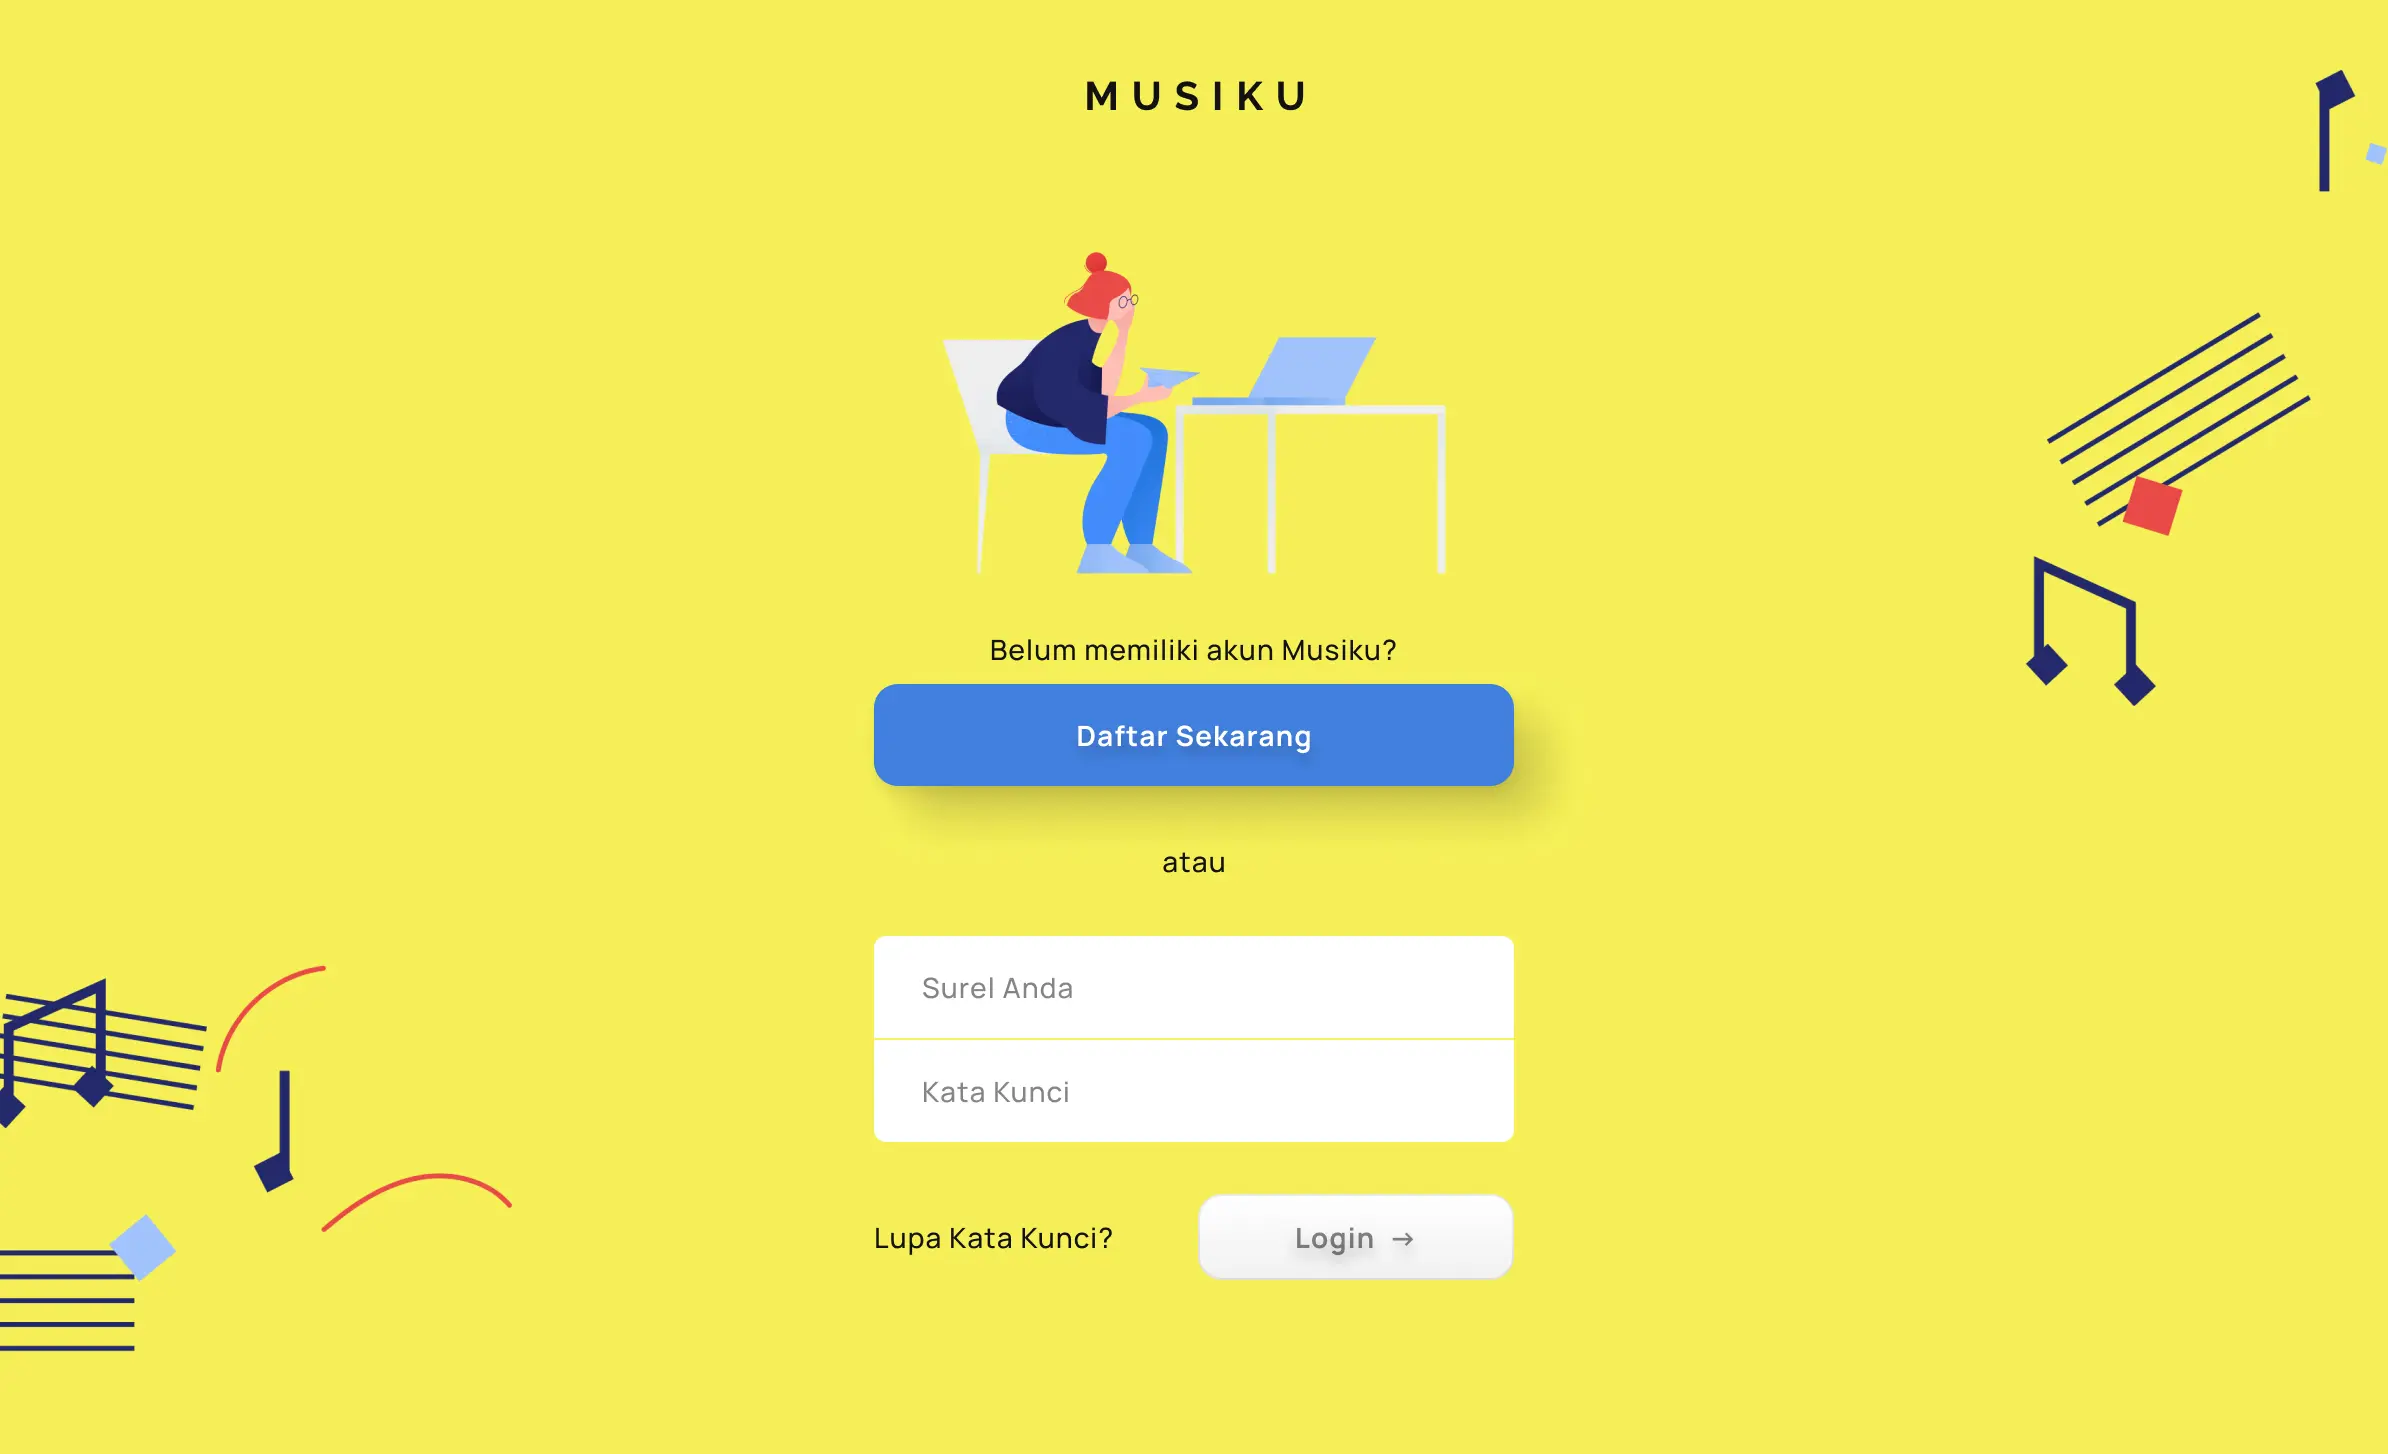 MUSIKU
Belum memiliki akun Musiku?
Daftar Sekarang
atau
Surel Anda
Kata Kunci
Lupa Kata Kunci?
Login →